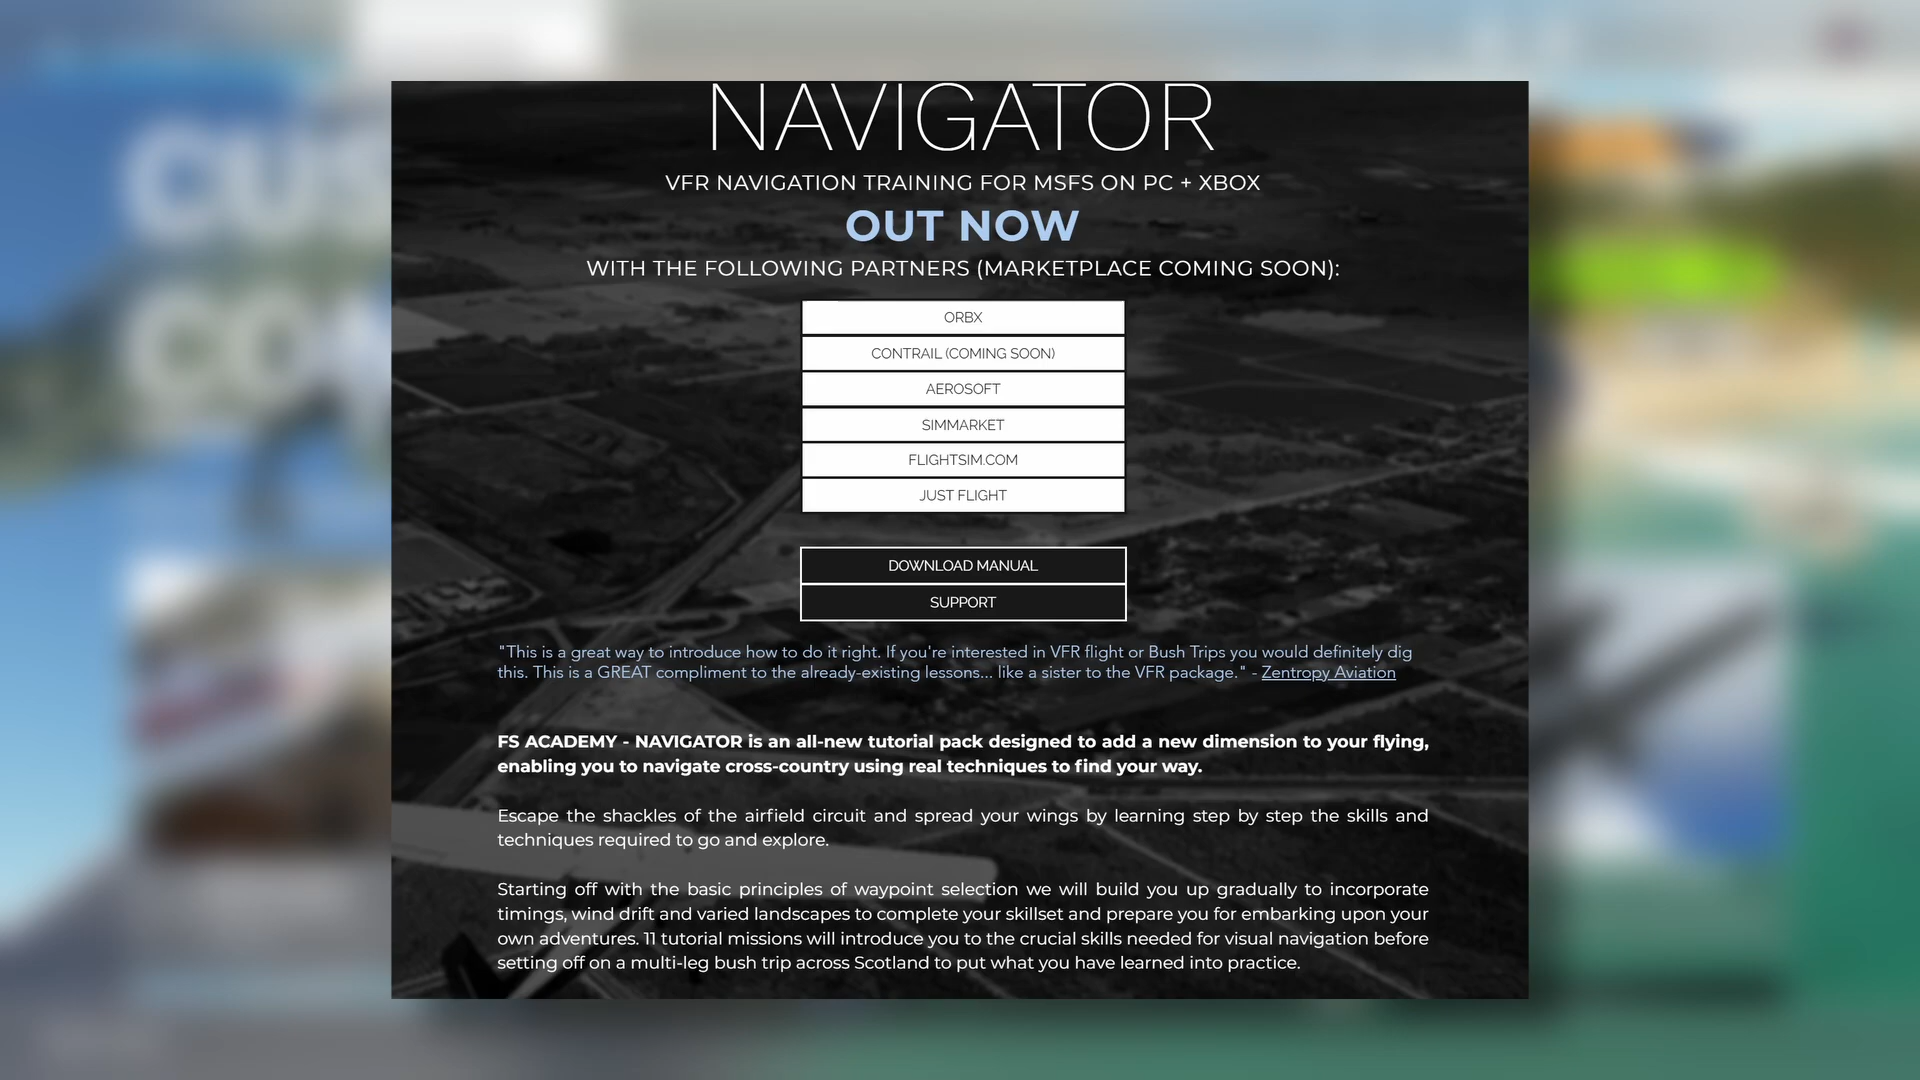 NAVIGATOR
VFR NAVIGATION TRAINING FOR MSFS ON PC + XBOX
OUT NOW
WITH THE FOLLOWING PARTNERS (MARKETPLACE COMING SOON):
ORBX
CONTRAIL (COMING SOON)
AEROSOFT
SIMMARKET
FLIGHTSIM.COM
JUST FLIGHT
DOWNLOAD MANUAL
SUPPORT
"This is a great way to introduce how to do it right. If you're interested in VFR flight or Bush Trips you would definitely dig
this. This is a GREAT compliment to the already-existing lessons... like a sister to the VFR package." - Zentropy Aviation
FS ACADEMY - NAVIGATOR is an all-new tutorial pack designed to add a new dimension to your flying,
enabling you to navigate cross-country using real techniques to find your way.
Escape the shackles of the airfield circuit and spread your wings by learning step by step the skills and
techniques required to go and explore.
Starting off with the basic principles of waypoint selection we will build you up gradually to incorporate
timings, wind drift and varied landscapes to complete your skillset and prepare you for embarking upon your
own adventures. 11 tutorial missions will introduce you to the crucial skills needed for visual navigation before
setting off on a multi-leg bush trip across Scotland to put what you have learned into practice.